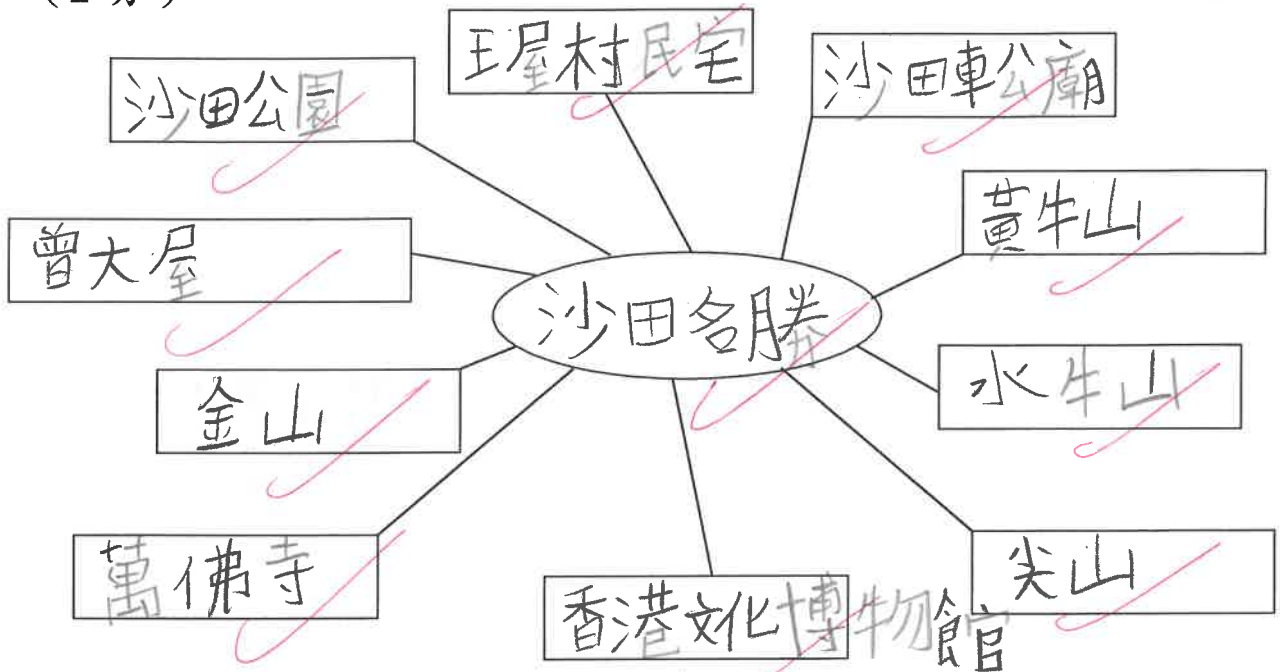 王屋村民宅
沙田公園
沙田車公廟
曾大屋
黃牛山
沙田名勝
金山
水牛山
萬佛寺
香港文化博物館
尖山